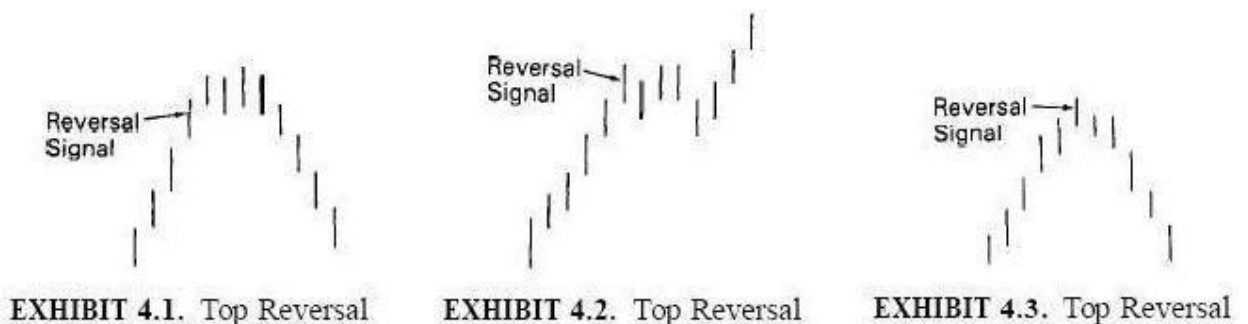 Reversal
Signal
EXHIBIT 4.1. Top Reversal
Reversal
Signal
EXHIBIT 4.2. Top Reversal
Reversal
Signal
EXHIBIT 4.3. Top Reversal